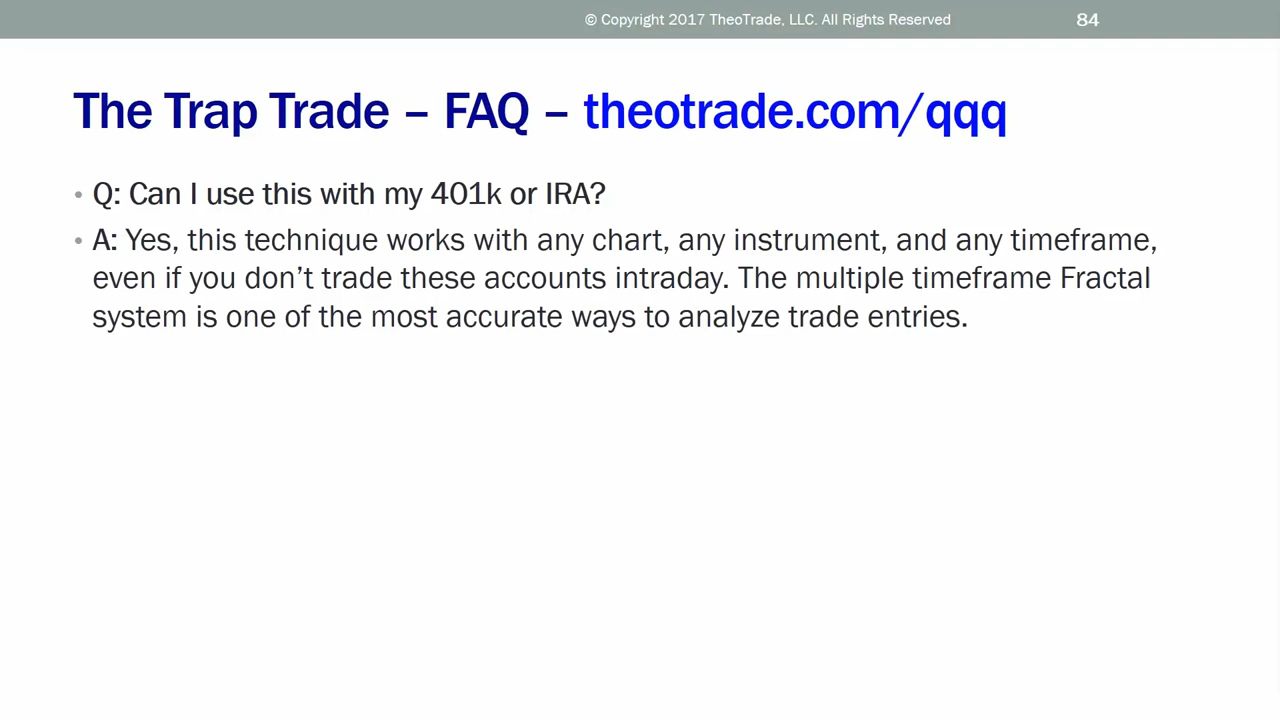 © Copyright 2017 TheoTrade, LLC. All Rights Reserved 84
The Trap Trade – FAQ – theotrade.com/qqq
• Q: Can I use this with my 401k or IRA?
• A: Yes, this technique works with any chart, any instrument, and any timeframe,
even if you don’t trade these accounts intraday. The multiple timeframe Fractal
system is one of the most accurate ways to analyze trade entries.